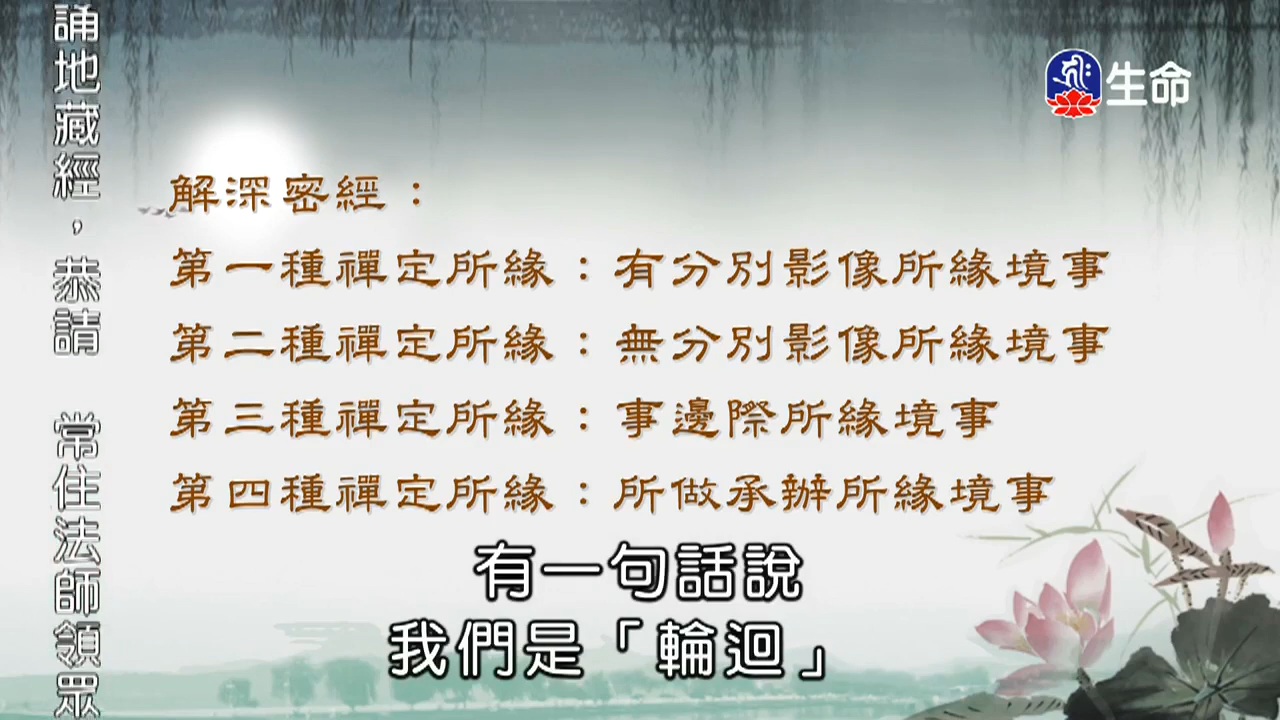 誦地藏經，恭請　常住法師領眾
生命
解深密經：
第一種禪定所緣：有分別影像所緣境事
第二種禪定所緣：無分別影像所緣境事
第三種禪定所緣：事邊際所緣境事
第四種禪定所緣：所做承辦所緣境事
有一句話說
我們是「輪迴」